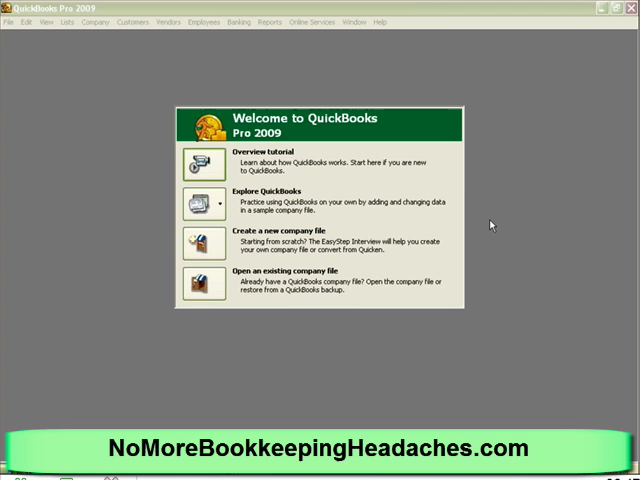 QuickBooks Pro 2009
File Edit View Lists Company Customers Vendors Employees Banking Reports Online Services Window Help
Welcome to QuickBooks
Pro 2009
Overview tutorial
Learn about how QuickBooks works. Start here if you are new
to QuickBooks.
Explore QuickBooks
Practice using QuickBooks on your own by adding and changing data
in a sample company file.
Create a new company file
Starting from scratch? The EasyStep Interview will help you create
your own company file or convert from Quicken.
Open an existing company file
Already have a QuickBooks company file? Open the company file or
restore from a QuickBooks backup.
NoMoreBookkeepingHeadaches.com